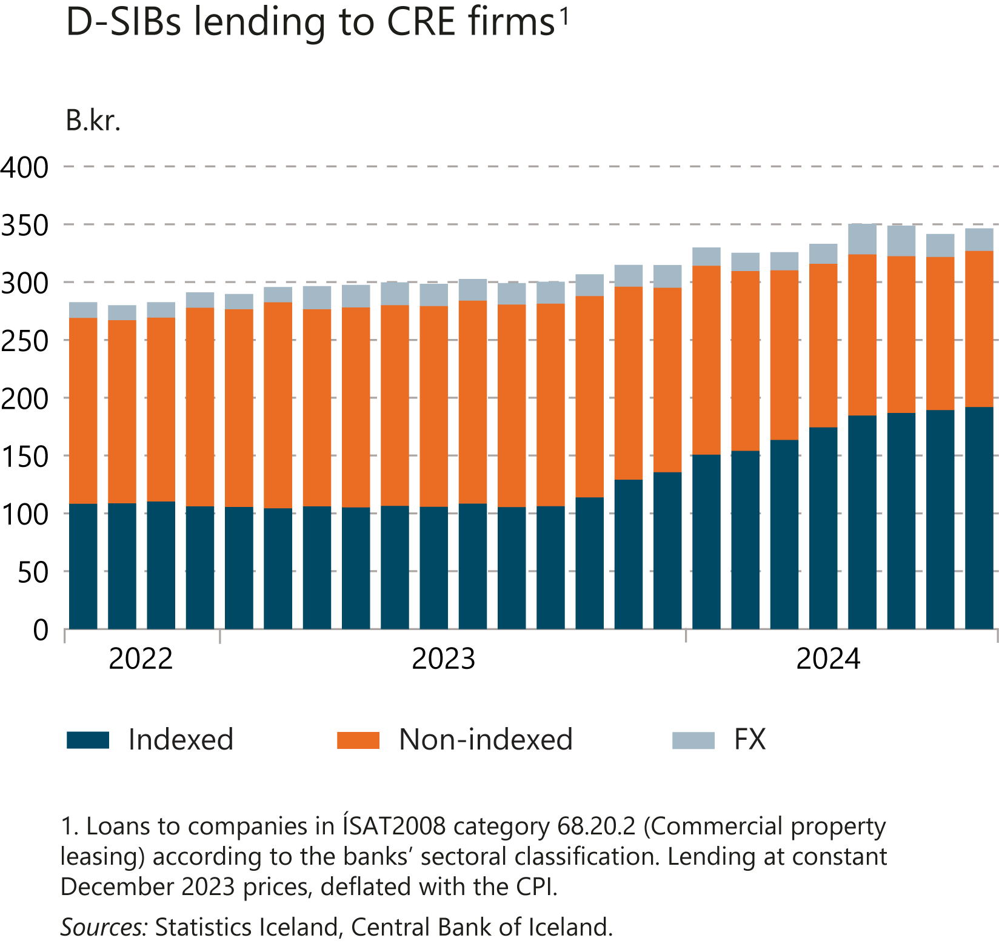 D-SIBs lending to CRE firms¹
B.kr.
400
350
300
250
200
150
100
50
0
2022 2023 2024
Indexed Non-indexed FX
1. Loans to companies in ÍSAT2008 category 68.20.2 (Commercial property
leasing) according to the banks’ sectoral classification. Lending at constant
December 2023 prices, deflated with the CPI.
Sources: Statistics Iceland, Central Bank of Iceland.